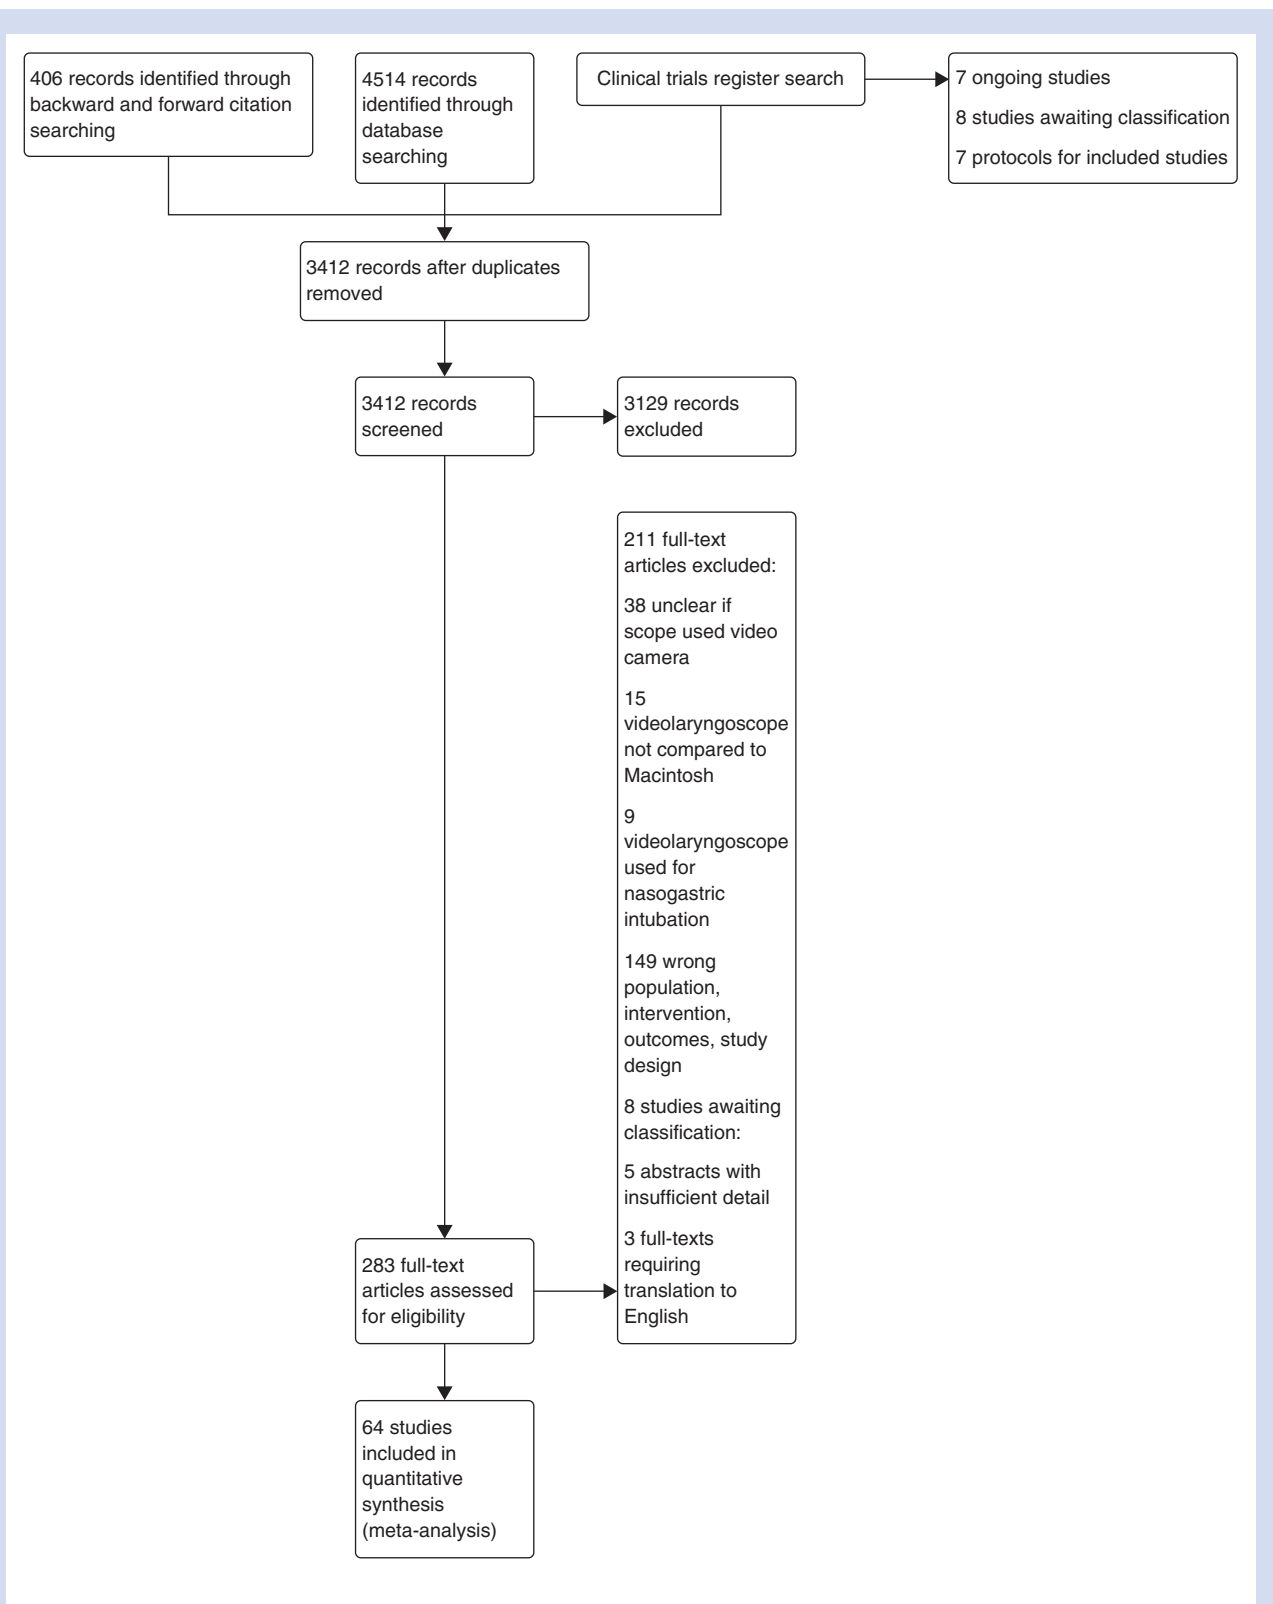 406 records identified through
backward and forward citation
searching
4514 records
identified through
database
searching
Clinical trials register search
7 ongoing studies
8 studies awaiting classification
7 protocols for included studies
3412 records after duplicates
removed
3412 records
screened
3129 records
excluded
211 full-text
articles excluded:
38 unclear if
scope used video
camera
15
videolaryngoscope
not compared to
Macintosh
9
videolaryngoscope
used for
nasogastric
intubation
149 wrong
population,
intervention,
outcomes, study
design
8 studies awaiting
classification:
5 abstracts with
insufficient detail
3 full-texts
requiring
translation to
English
283 full-text
articles assessed
for eligibility
64 studies
included in
quantitative
synthesis
(meta-analysis)